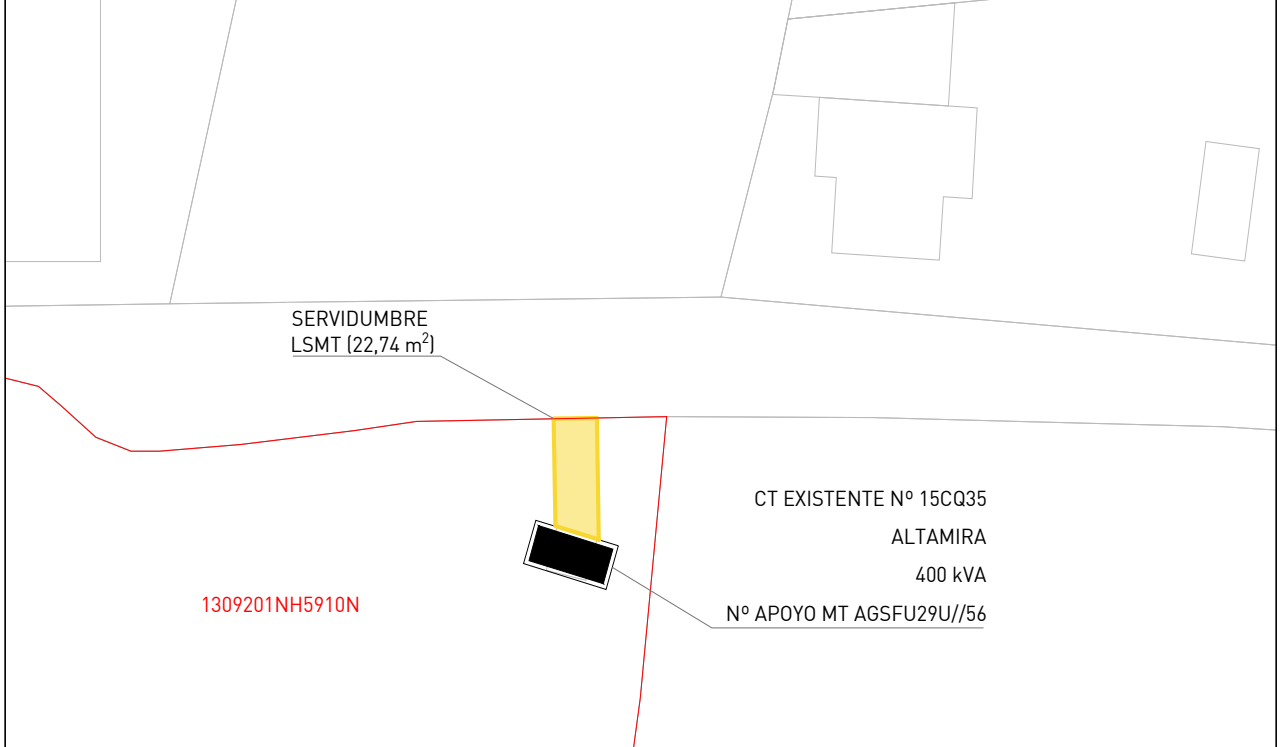 SERVIDUMBRE
LSMT (22,74 m²)
CT EXISTENTE Nº 15CQ35
ALTAMIRA
400 kVA
Nº APOYO MT AGSFU29U//56
1309201NH5910N